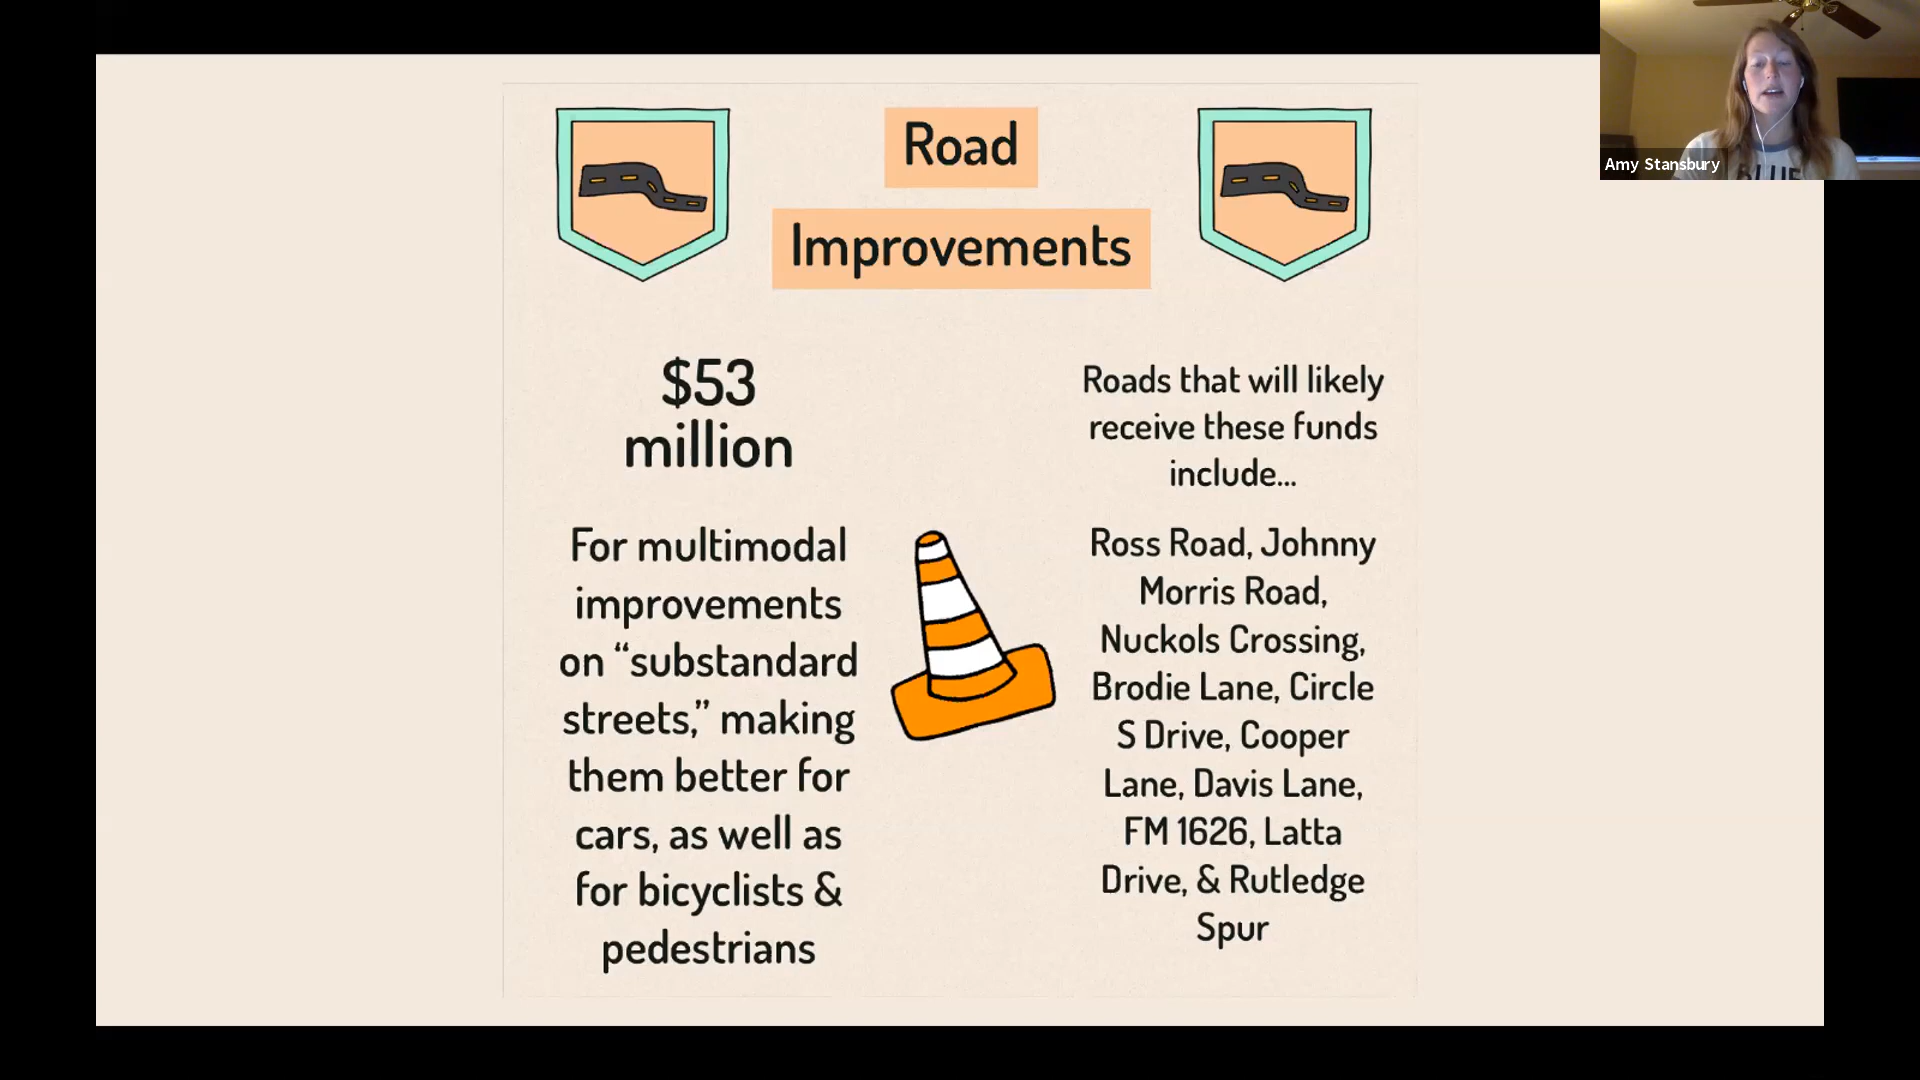 Road
Improvements
$53
million
For multimodal
improvements
on “substandard
streets,” making
them better for
cars, as well as
for bicyclists &
pedestrians
Roads that will likely
receive these funds
include...
Ross Road, Johnny
Morris Road,
Nuckols Crossing,
Brodie Lane, Circle
S Drive, Cooper
Lane, Davis Lane,
FM 1626, Latta
Drive, & Rutledge
Spur
Amy Stansbury
BLUE